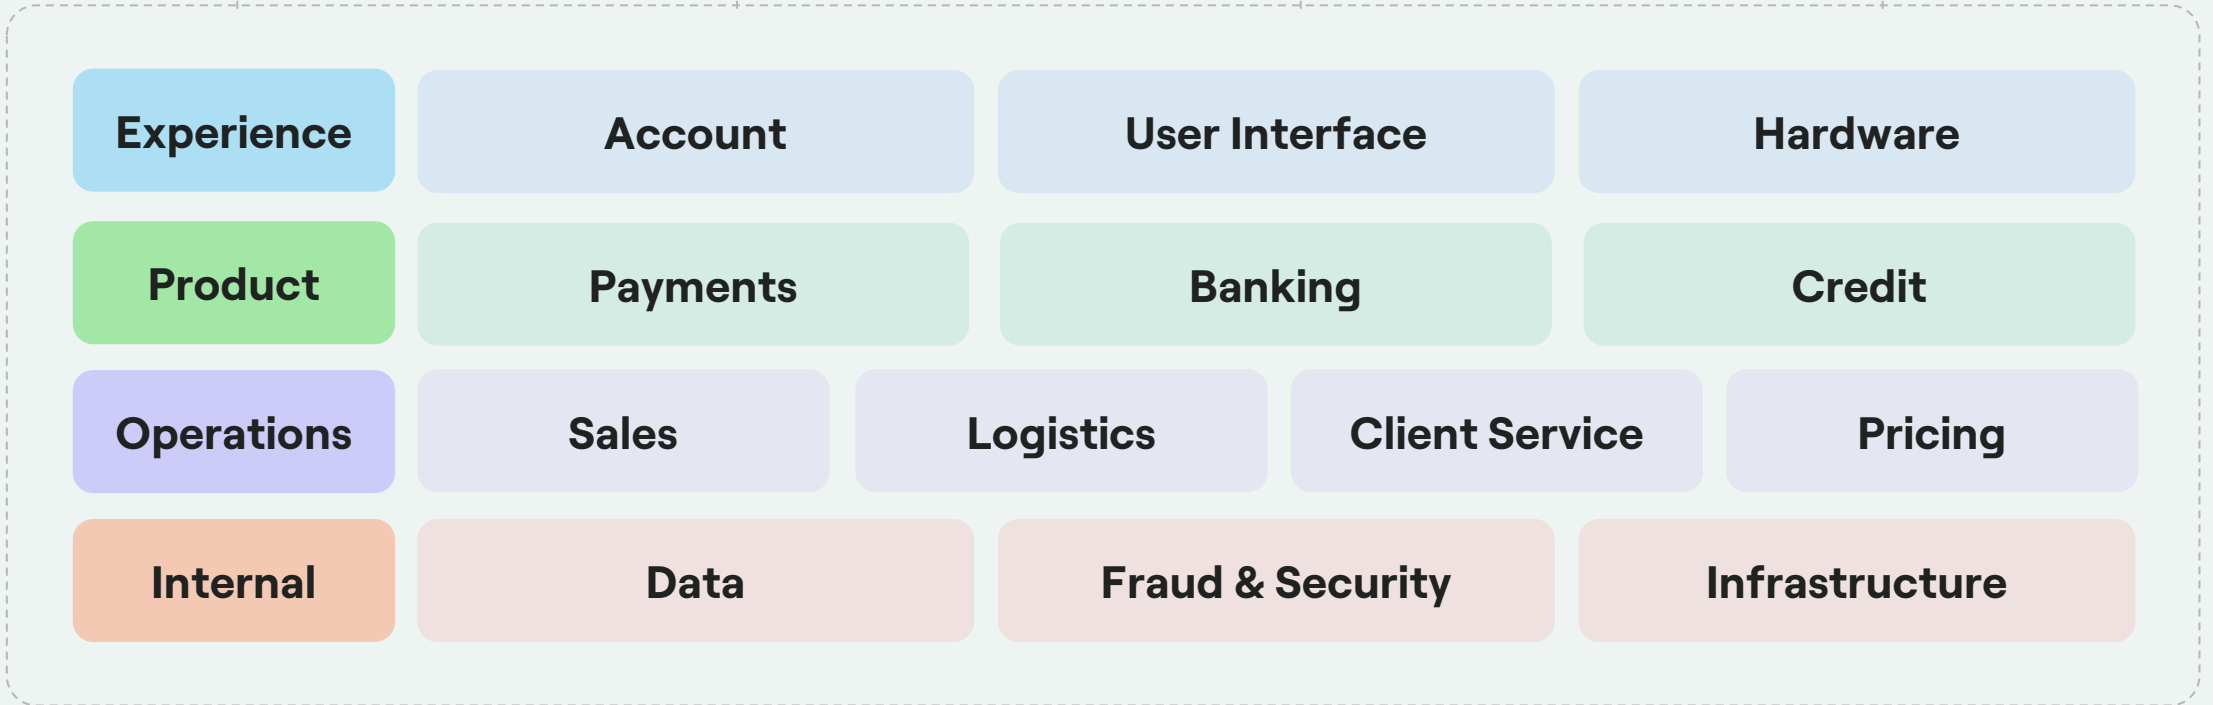 Experience
Account
User Interface
Hardware
Product
Payments
Banking
Credit
Operations
Sales
Logistics
Client Service
Pricing
Internal
Data
Fraud & Security
Infrastructure